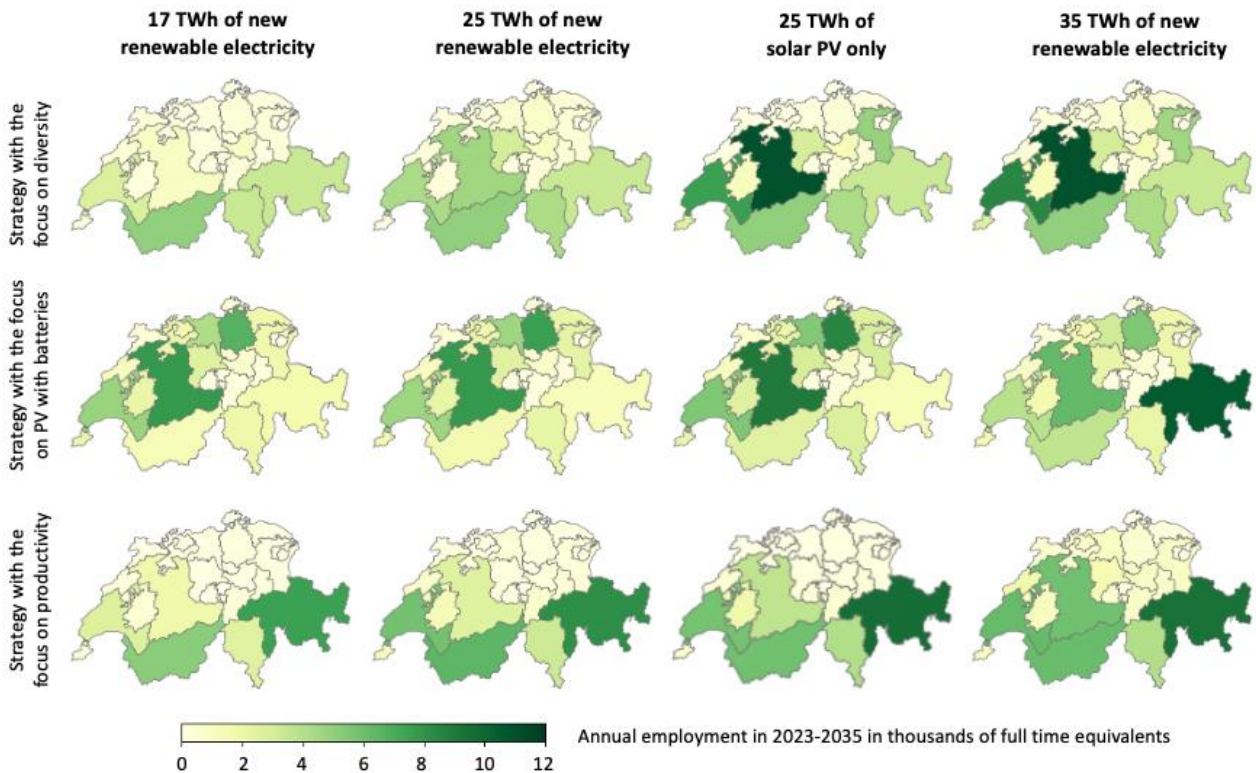 17 TWh of new
renewable electricity
25 TWh of new
renewable electricity
25 TWh of
solar PV only
35 TWh of new
renewable electricity
Strategy with the
focus on diversity
Strategy with the focus
on PV with batteries
Strategy with the
focus on productivity
0 2 4 6 8 10 12
Annual employment in 2023-2035 in thousands of full time equivalents